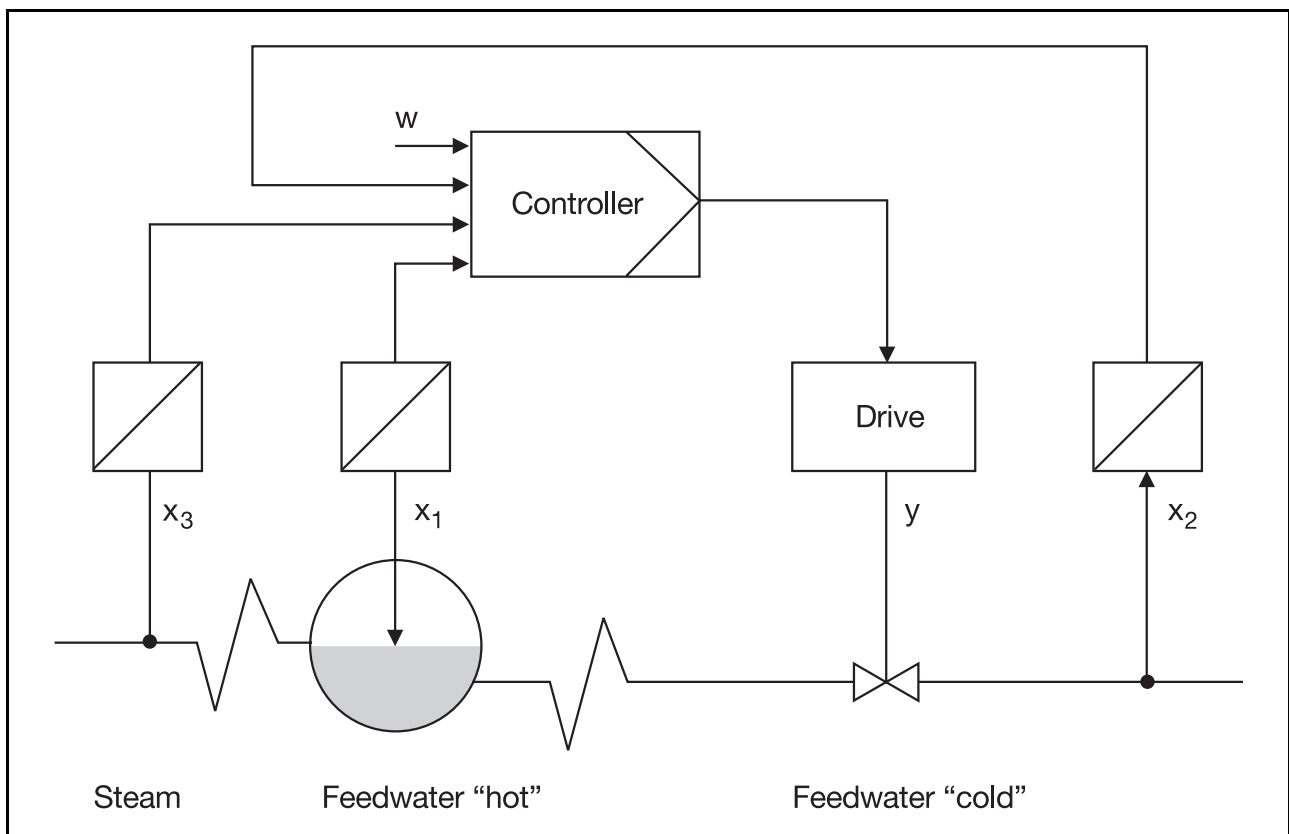 w
Controller
Drive
x3
x1
y
x2
Steam
Feedwater “hot”
Feedwater “cold”